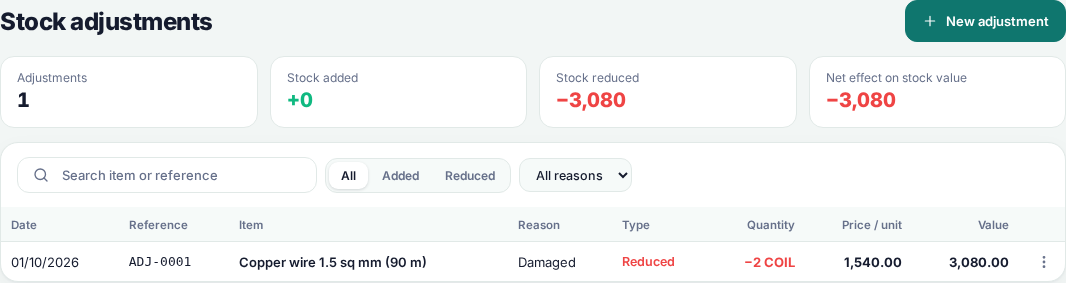 Stock adjustments
+ New adjustment
Adjustments
1
Stock added
+0
Stock reduced
−3,080
Net effect on stock value
−3,080
Search item or reference
All Added Reduced
All reasons
Date Reference Item Reason Type Quantity Price / unit Value
01/10/2026 ADJ-0001 Copper wire 1.5 sq mm (90 m) Damaged Reduced −2 COIL 1,540.00 3,080.00